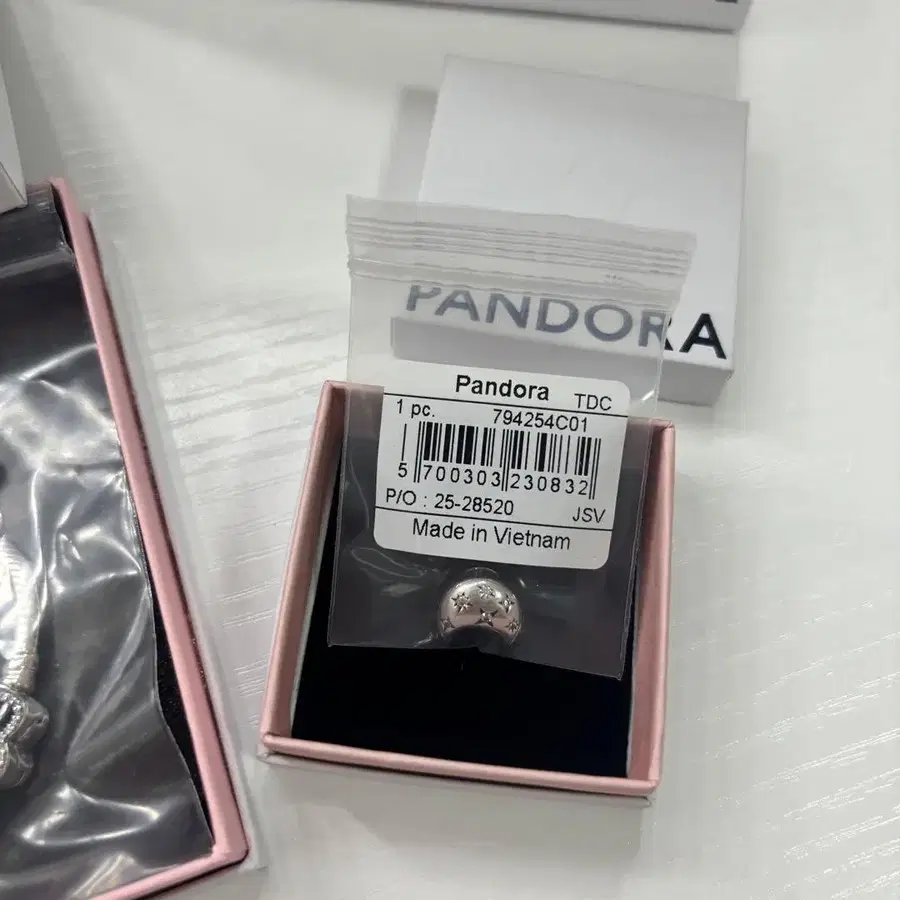 PANDORA
Pandora TDC
1 pc. 794254C01
5 700303 230832
P/O : 25-28520 JSV
Made in Vietnam